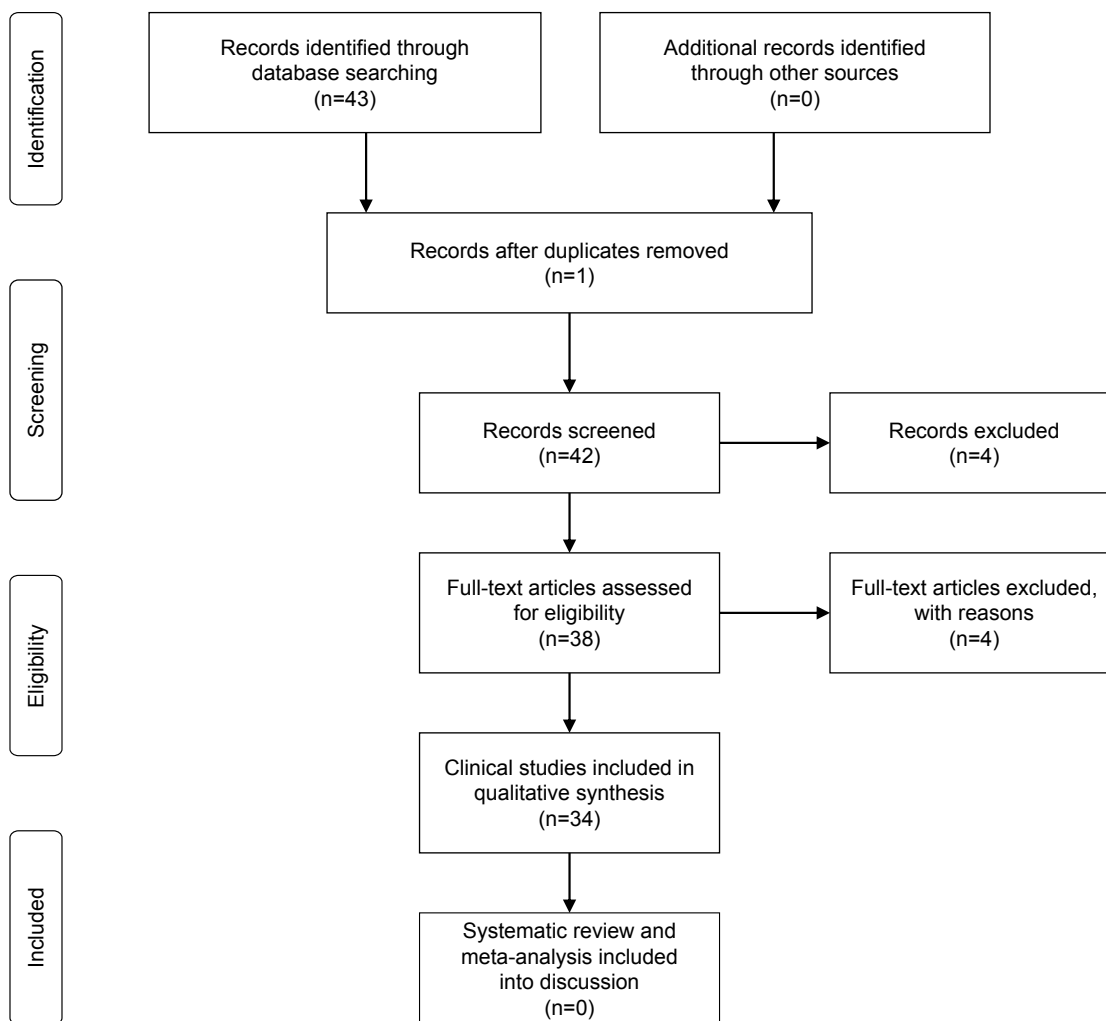 Identification
Records identified through
database searching
(n=43)
Additional records identified
through other sources
(n=0)
Records after duplicates removed
(n=1)
Screening
Records screened
(n=42)
Records excluded
(n=4)
Eligibility
Full-text articles assessed
for eligibility
(n=38)
Full-text articles excluded,
with reasons
(n=4)
Clinical studies included in
qualitative synthesis
(n=34)
Included
Systematic review and
meta-analysis included
into discussion
(n=0)